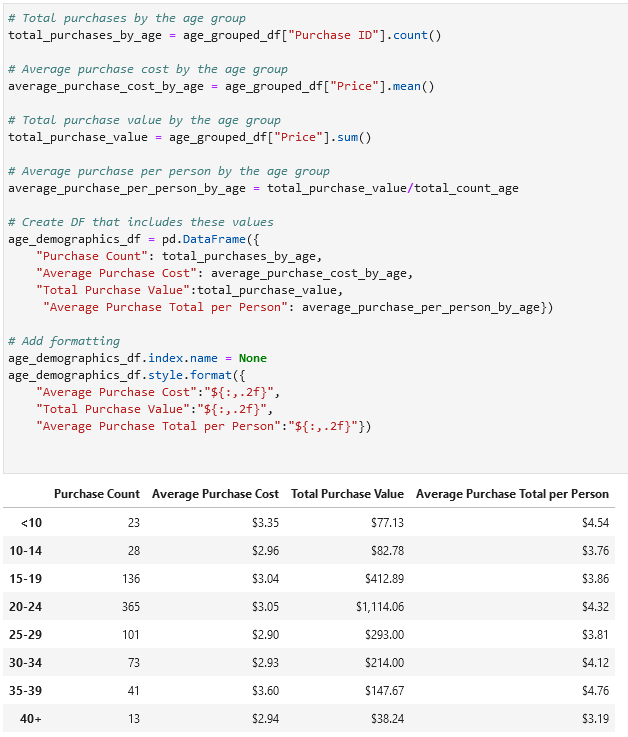 # Total purchases by the age group
total_purchases_by_age = age_grouped_df["Purchase ID"].count()
# Average purchase cost by the age group
average_purchase_cost_by_age = age_grouped_df["Price"].mean()
# Total purchase value by the age group
total_purchase_value = age_grouped_df["Price"].sum()
# Average purchase per person by the age group
average_purchase_per_person_by_age = total_purchase_value/total_count_age
# Create DF that includes these values
age_demographics_df = pd.DataFrame({
    "Purchase Count": total_purchases_by_age,
    "Average Purchase Cost": average_purchase_cost_by_age,
    "Total Purchase Value":total_purchase_value,
     "Average Purchase Total per Person": average_purchase_per_person_by_age})
# Add formatting
age_demographics_df.index.name = None
age_demographics_df.style.format({
    "Average Purchase Cost":"${:,.2f}",
    "Total Purchase Value":"${:,.2f}",
    "Average Purchase Total per Person":"${:,.2f}"})
Purchase Count Average Purchase Cost Total Purchase Value Average Purchase Total per Person
<10 23 $3.35 $77.13 $4.54
10-14 28 $2.96 $82.78 $3.76
15-19 136 $3.04 $412.89 $3.86
20-24 365 $3.05 $1,114.06 $4.32
25-29 101 $2.90 $293.00 $3.81
30-34 73 $2.93 $214.00 $4.12
35-39 41 $3.60 $147.67 $4.76
40+ 13 $2.94 $38.24 $3.19